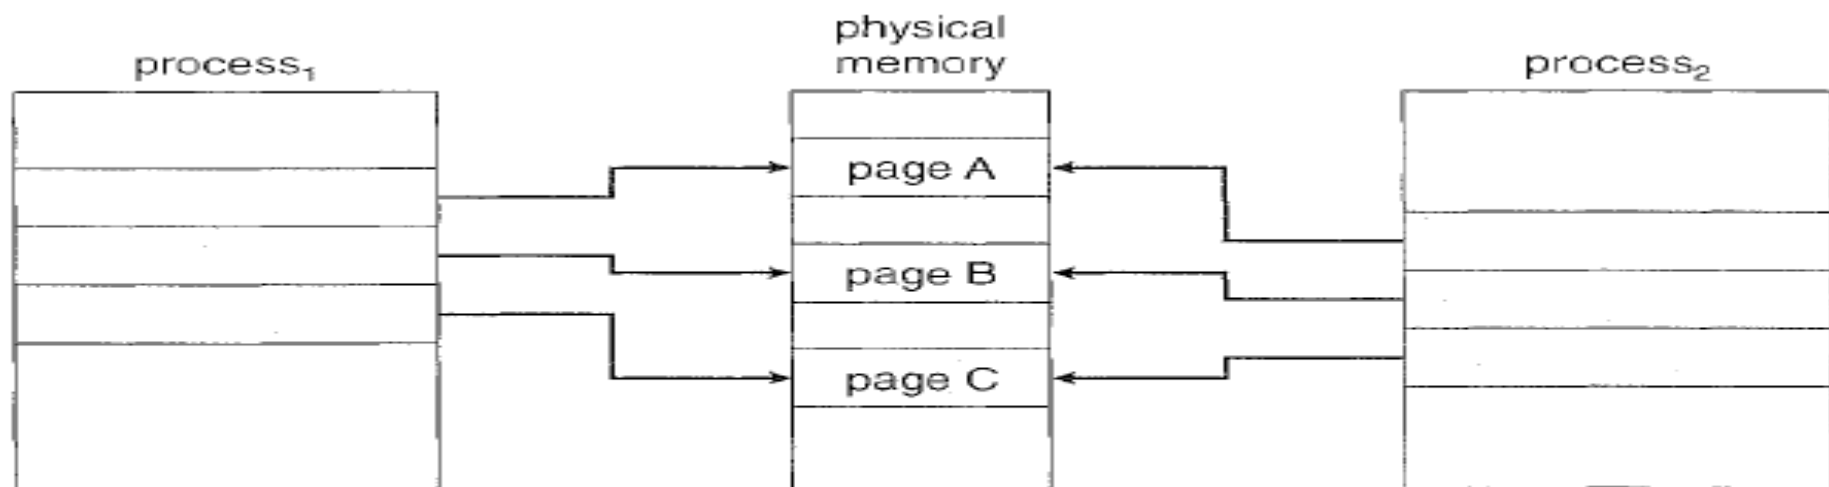 process₁
physical
memory
process₂
page A
page B
page C